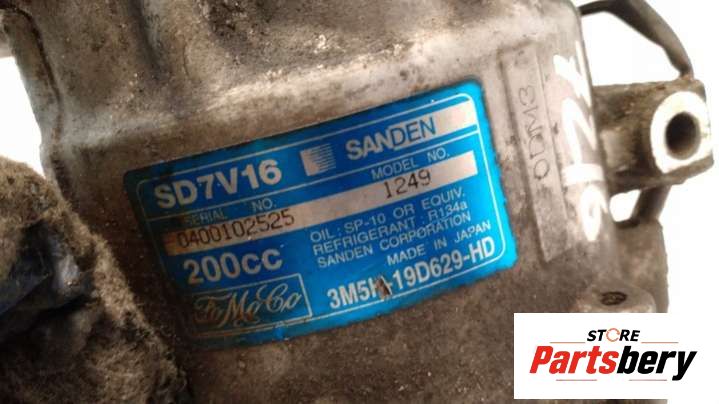 SD7V16 SANDEN
SERIAL NO. MODEL NO.
0400102525 1249
200CC OIL: SP-10 OR EQUIV.
REFRIGERANT: R134a
SANDEN CORPORATION
MADE IN JAPAN
FoMoCo 3M5H-19D629-HD
STORE
Partsbery